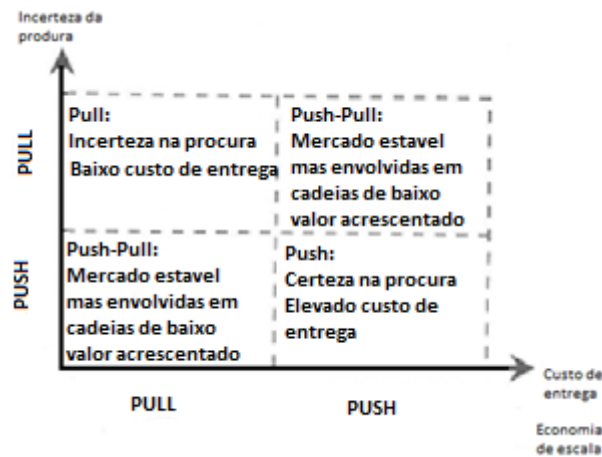 Incerteza da
produra
PULL
Pull:
Incerteza na procura
Baixo custo de entrega
Push-Pull:
Mercado estavel
mas envolvidas em
cadeias de baixo
valor acrescentado
PUSH
Push-Pull:
Mercado estavel
mas envolvidas em
cadeias de baixo
valor acrescentado
Push:
Certeza na procura
Elevado custo de
entrega
PULL
PUSH
Custo de
entrega
Economia
de escala